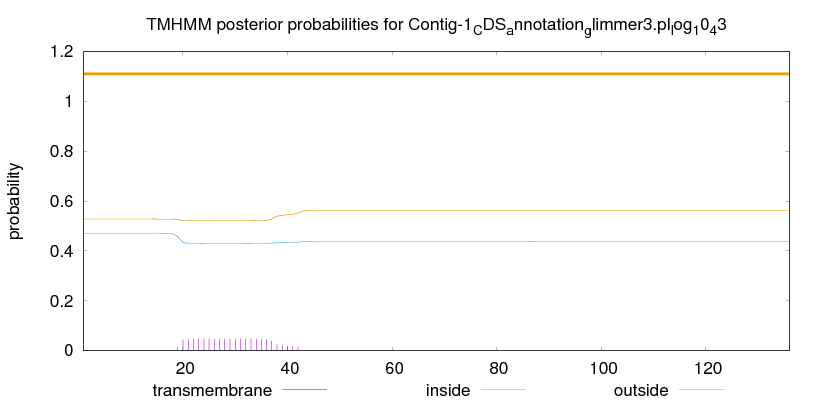 TMHMM posterior probabilities for Contig-1CDSannotationglimmer3.pllog1043
1.2
1
0.8
0.6
0.4
0.2
0
probability
20 40 60 80 100 120
transmembrane inside outside